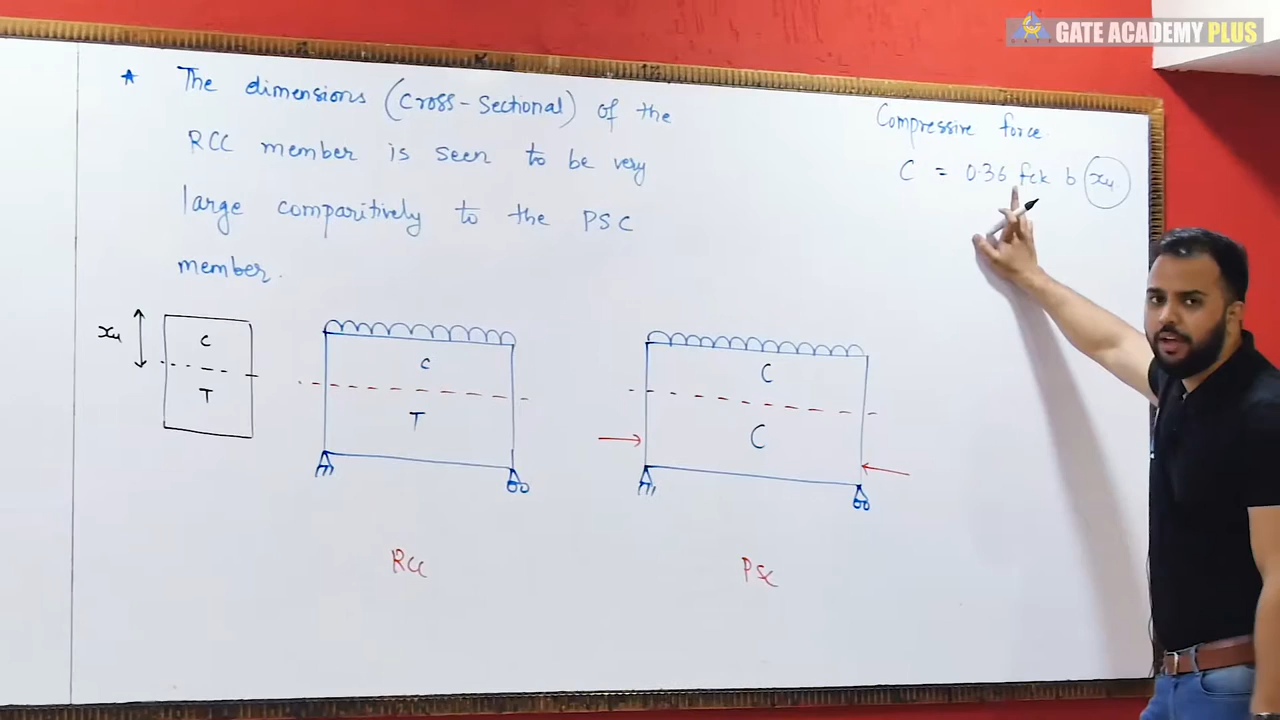 GATE ACADEMY PLUS
★ The dimensions (Cross-Sectional) of the
RCC member is seen to be very
large comparitively to the PSC
member.
Compressive force.
C = 0.36 fck b xu
xu
C
T
C
T
C
C
RCC
PSC